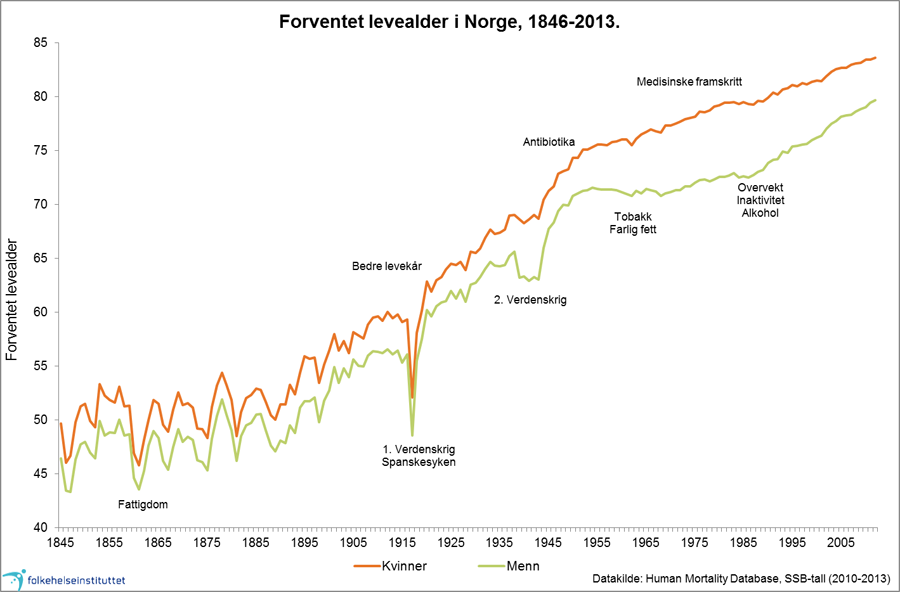 Forventet levealder i Norge, 1846-2013.
Forventet levealder
85
80
75
70
65
60
55
50
45
40
Medisinske framskritt
Antibiotika
Overvekt
Inaktivitet
Alkohol
Tobakk
Farlig fett
Bedre levekår
2. Verdenskrig
1. Verdenskrig
Spanskesyken
Fattigdom
1845 1855 1865 1875 1885 1895 1905 1917 1925 1935 1945 1955 1965 1975 1985 1995 2005
Kvinner Menn
folkehelseinstituttet
Datakilde: Human Mortality Database, SSB-tall (2010-2013)